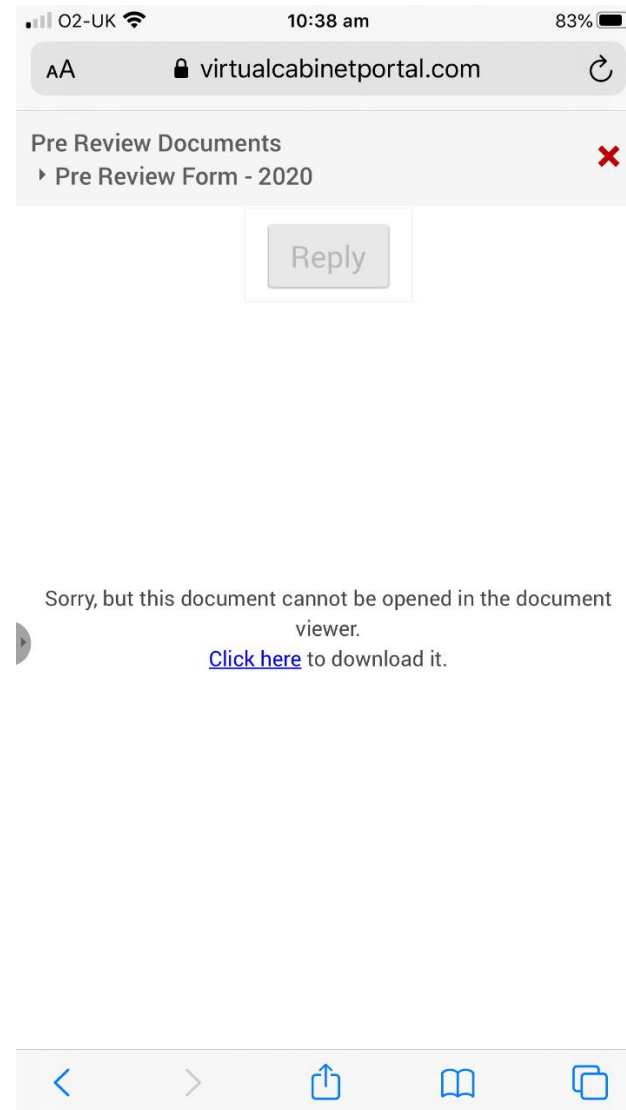 O2-UK 10:38 am 83%
AA virtualcabinetportal.com
Pre Review Documents
Pre Review Form - 2020
Reply
Sorry, but this document cannot be opened in the document
viewer.
Click here to download it.